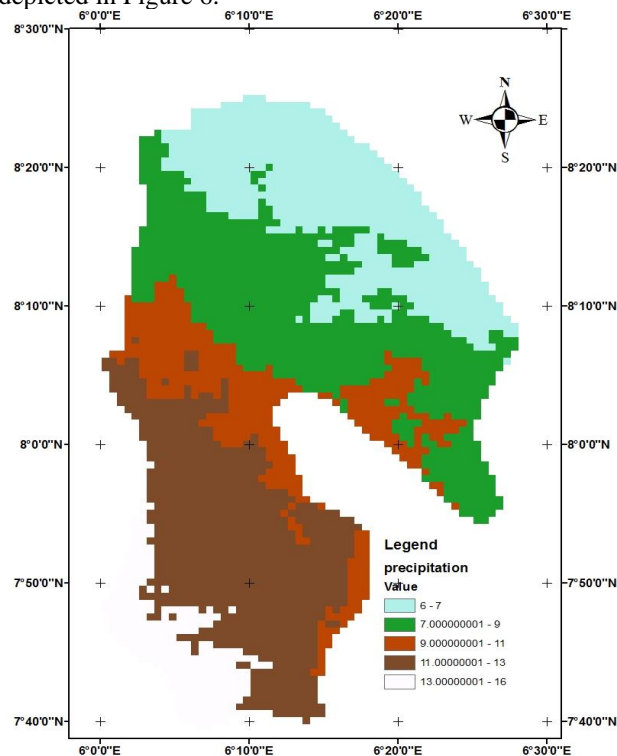 depicted in Figure 6.
6°0'0"E 6°10'0"E 6°20'0"E 6°30'0"E
8°30'0"N 8°30'0"N
N
W E
S
8°20'0"N 8°20'0"N
8°10'0"N 8°10'0"N
8°0'0"N 8°0'0"N
7°50'0"N 7°50'0"N
7°40'0"N 7°40'0"N
Legend
precipitation
Value
6 - 7
7.000000001 - 9
9.000000001 - 11
11.00000001 - 13
13.00000001 - 16
6°0'0"E 6°10'0"E 6°20'0"E 6°30'0"E